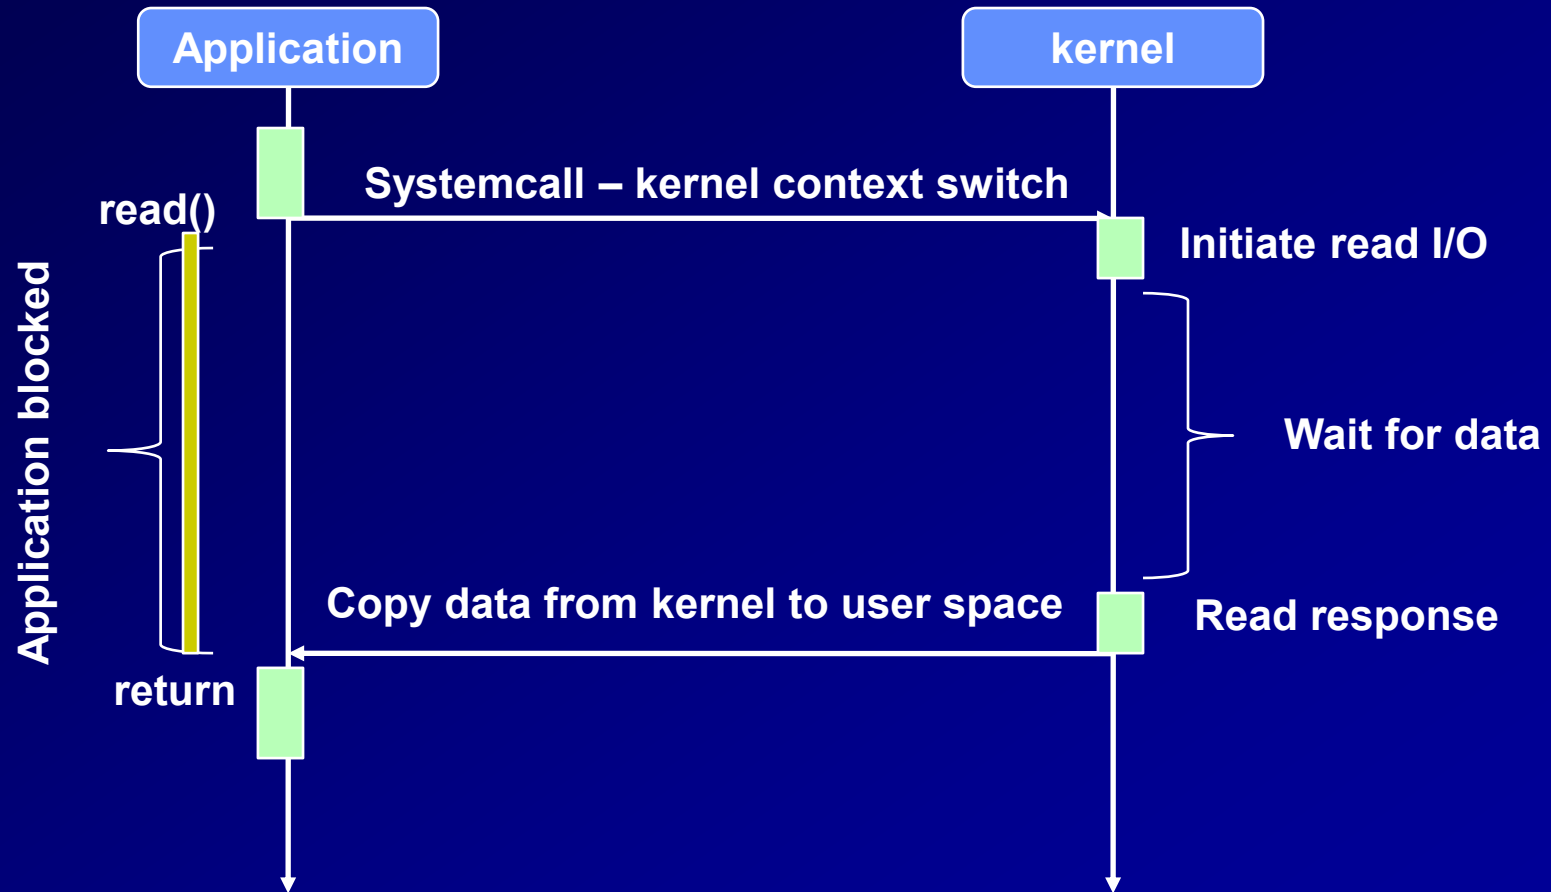 Application
kernel
Systemcall – kernel context switch
read()
Initiate read I/O
Application blocked
Wait for data
Copy data from kernel to user space
Read response
return